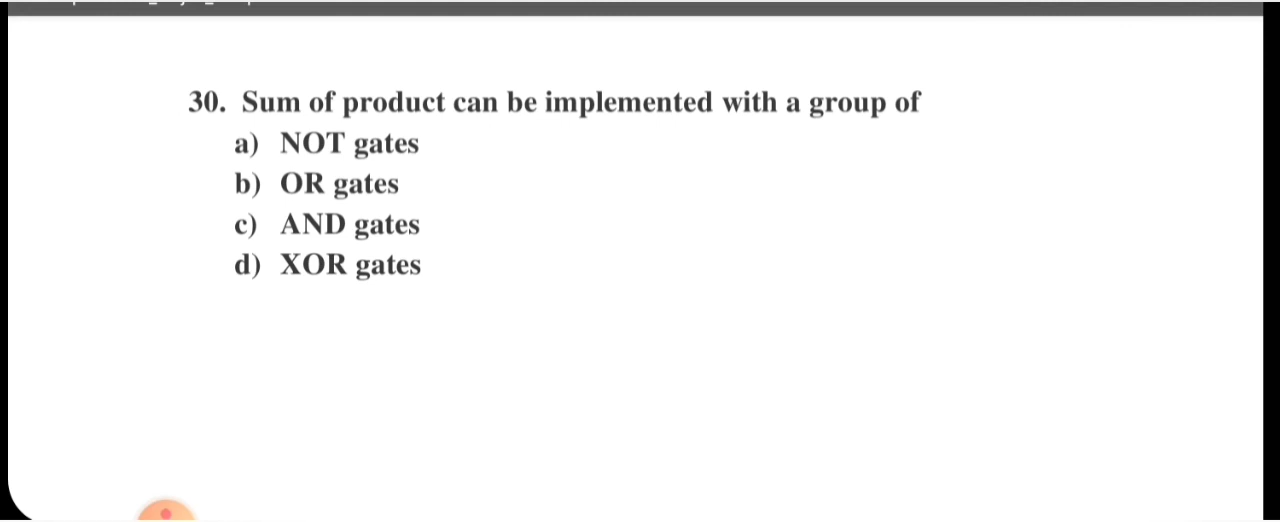 30. Sum of product can be implemented with a group of
a) NOT gates
b) OR gates
c) AND gates
d) XOR gates